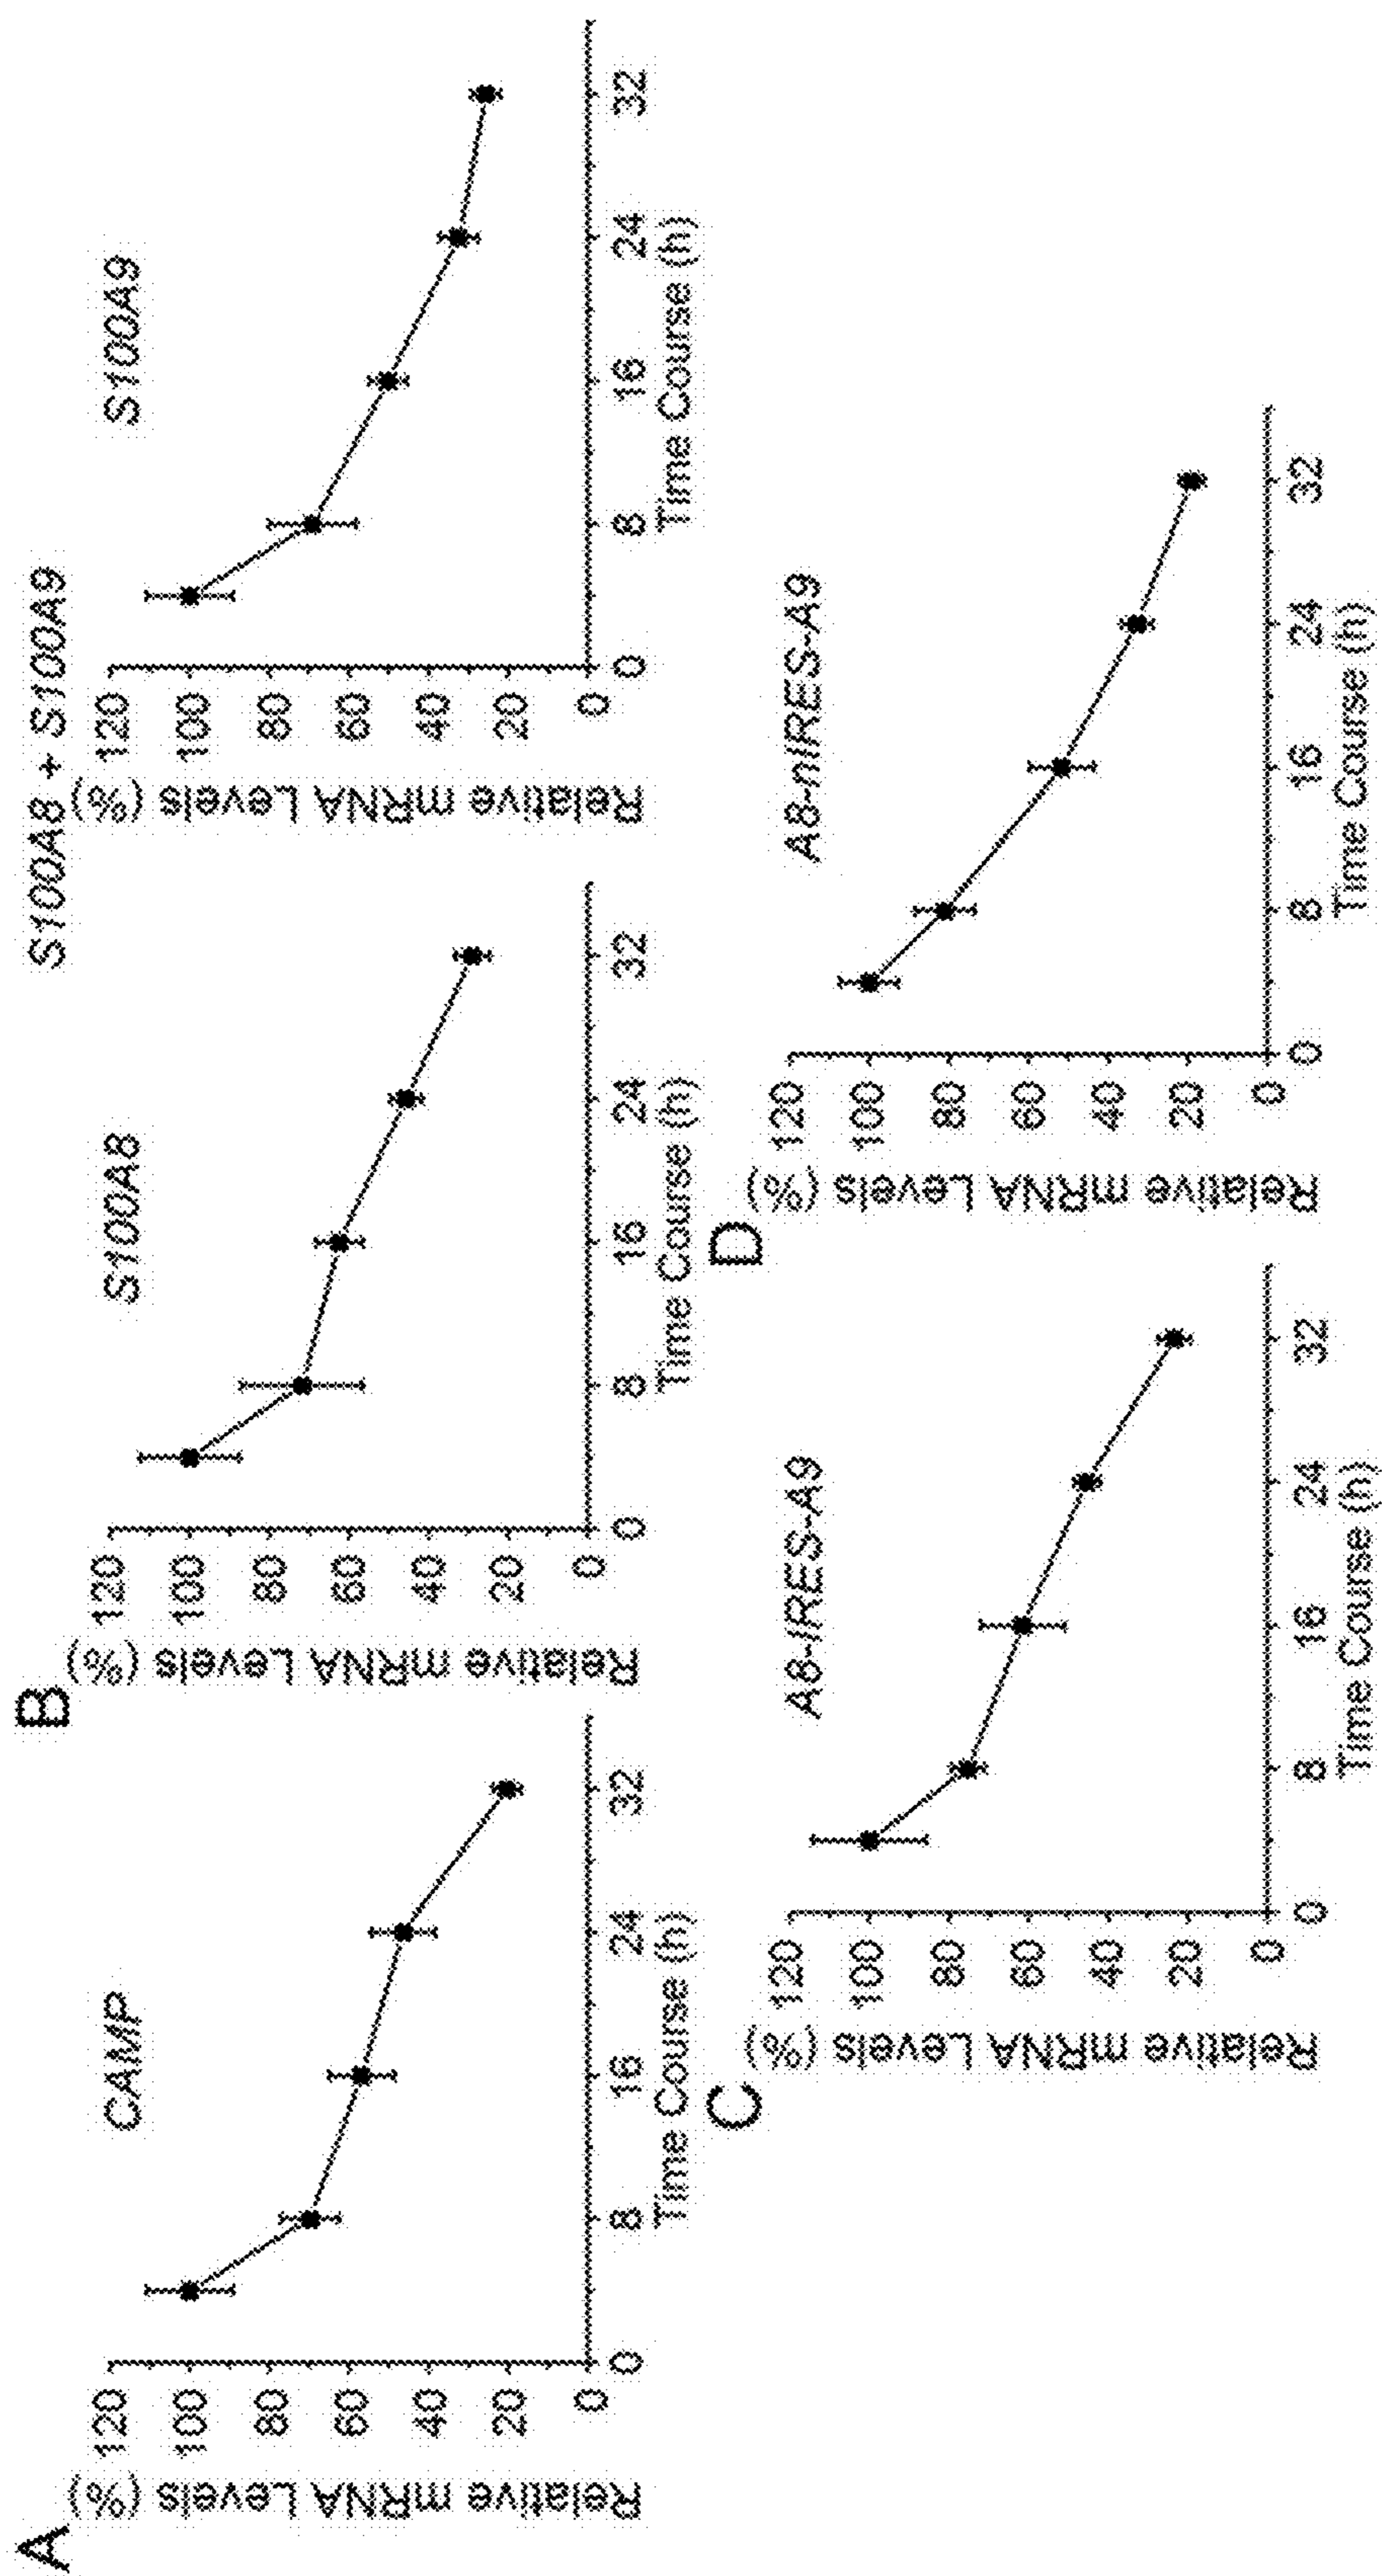 A
CAMP
Relative mRNA Levels (%)
120
100
80
60
40
20
0
0 8 16 24 32
Time Course (h)
B
S100A8 + S100A9
S100A8
Relative mRNA Levels (%)
120
100
80
60
40
20
0
0 8 16 24 32
Time Course (h)
S100A9
Relative mRNA Levels (%)
120
100
80
60
40
20
0
0 8 16 24 32
Time Course (h)
C
A8-IRES-A9
Relative mRNA Levels (%)
120
100
80
60
40
20
0
0 8 16 24 32
Time Course (h)
D
A8-nIRES-A9
Relative mRNA Levels (%)
120
100
80
60
40
20
0
0 8 16 24 32
Time Course (h)